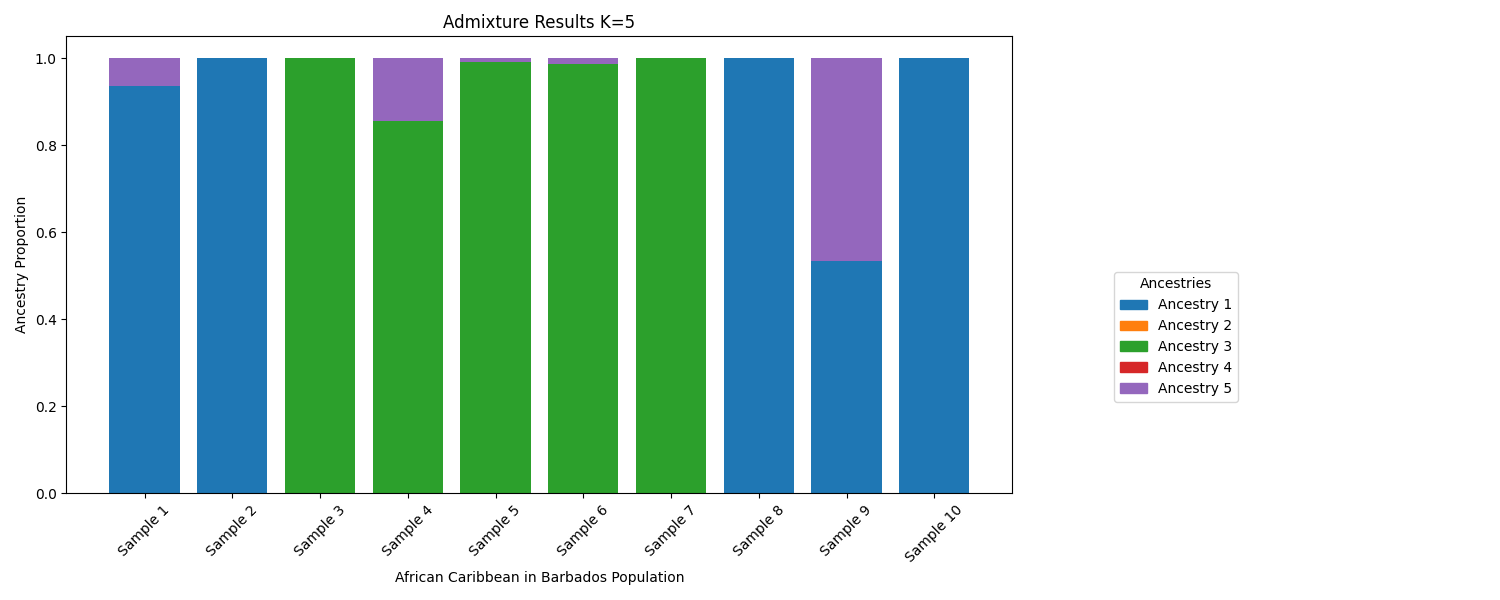 Admixture Results K=5
Ancestry Proportion
1.0
0.8
0.6
0.4
0.2
0.0
Sample 1
Sample 2
Sample 3
Sample 4
Sample 5
Sample 6
Sample 7
Sample 8
Sample 9
Sample 10
African Caribbean in Barbados Population
Ancestries
Ancestry 1
Ancestry 2
Ancestry 3
Ancestry 4
Ancestry 5